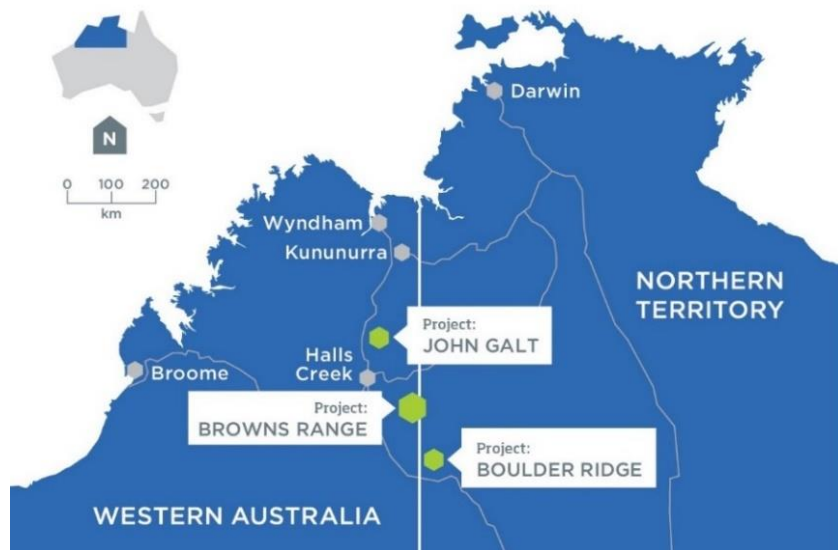 Darwin
N
0 100 200
km
Wyndham
Kununurra
NORTHERN
TERRITORY
Project:
JOHN GALT
Halls
Creek
Broome
Project:
BROWNS RANGE
Project:
BOULDER RIDGE
WESTERN AUSTRALIA